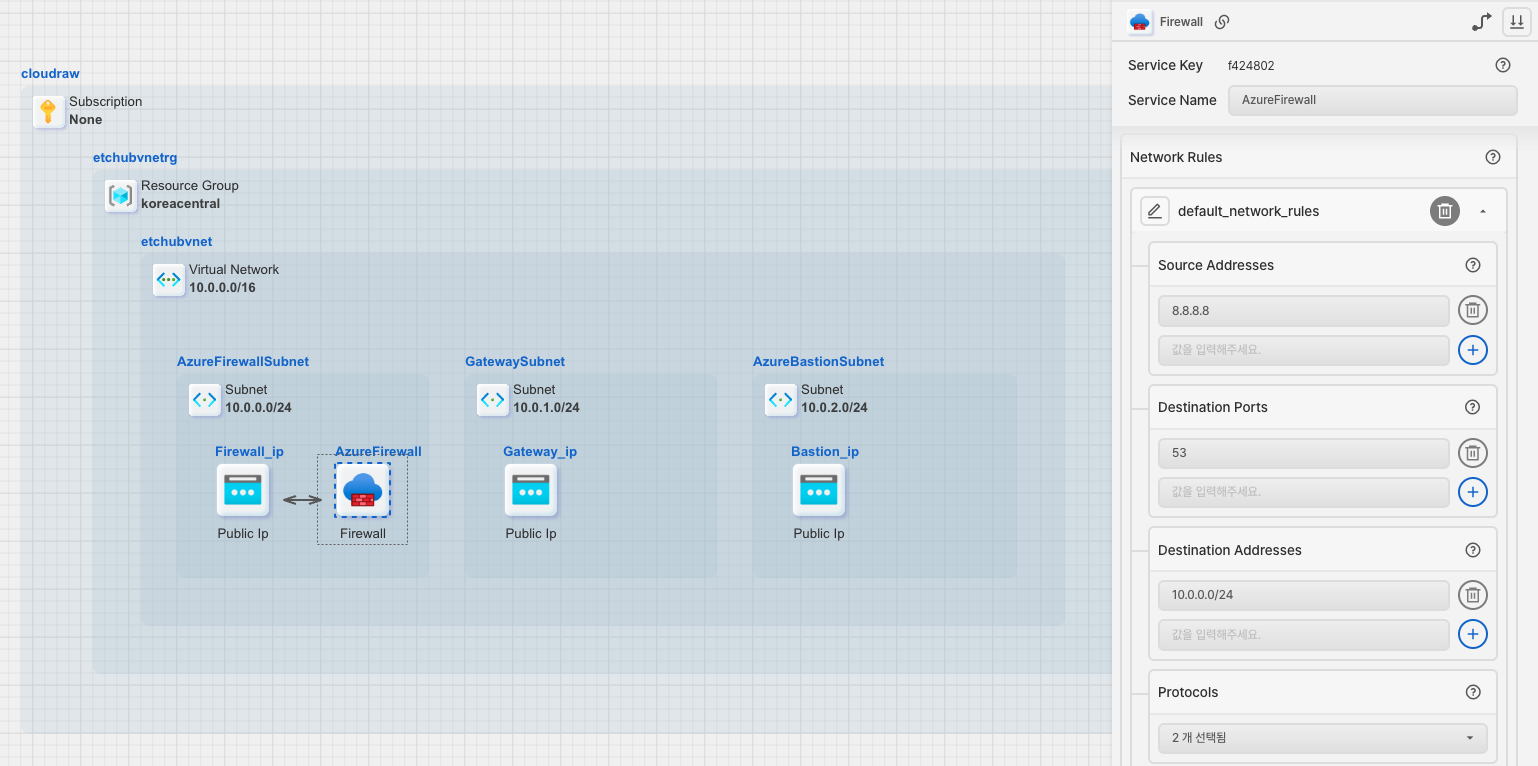 cloudraw
Subscription
None
etchubvnetrg
Resource Group
koreacentral
etchubvnet
Virtual Network
10.0.0.0/16
AzureFirewallSubnet
Subnet
10.0.0.0/24
Firewall_ip
Public Ip
AzureFirewall
Firewall
GatewaySubnet
Subnet
10.0.1.0/24
Gateway_ip
Public Ip
AzureBastionSubnet
Subnet
10.0.2.0/24
Bastion_ip
Public Ip
Firewall
Service Key f424802
Service Name AzureFirewall
Network Rules
default_network_rules
Source Addresses
8.8.8.8
값을 입력해주세요.
Destination Ports
53
값을 입력해주세요.
Destination Addresses
10.0.0.0/24
값을 입력해주세요.
Protocols
2 개 선택됨